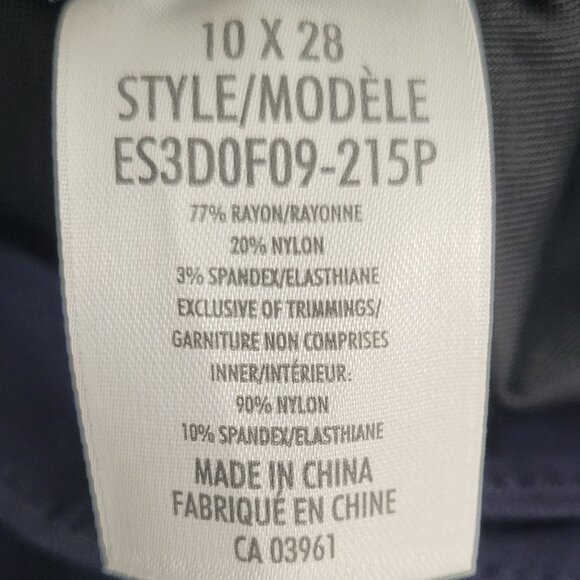 10 X 28
STYLE/MODÈLE
ES3D0F09-215P
77% RAYON/RAYONNE
20% NYLON
3% SPANDEX/ELASTHIANE
EXCLUSIVE OF TRIMMINGS/
GARNITURE NON COMPRISES
INNER/INTÉRIEUR:
90% NYLON
10% SPANDEX/ELASTHIANE
MADE IN CHINA
FABRIQUÉ EN CHINE
CA 03961